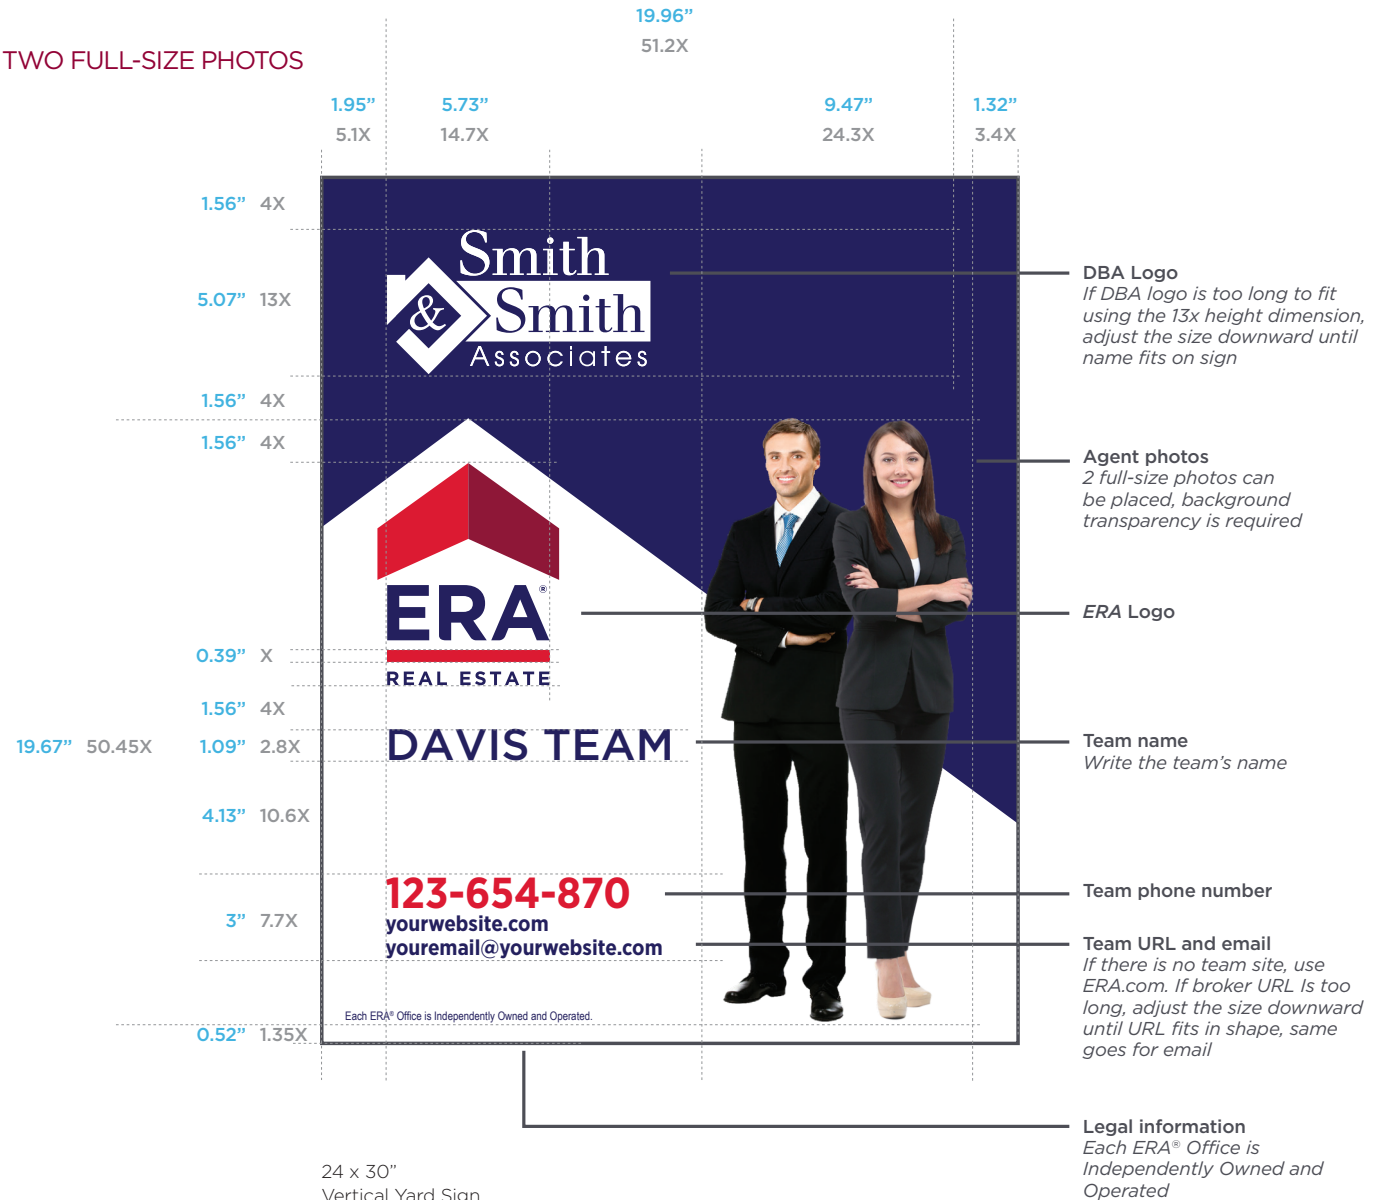 19.96”
51.2X
TWO FULL-SIZE PHOTOS
1.95” 5.73” 9.47” 1.32”
5.1X 14.7X 24.3X 3.4X
1.56” 4X
Smith
5.07” 13X
& Smith
Associates
DBA Logo
If DBA logo is too long to fit
using the 13x height dimension,
adjust the size downward until
name fits on sign
1.56” 4X
1.56” 4X
Agent photos
2 full-size photos can
be placed, background
transparency is required
ERA®
ERA Logo
0.39” X
REAL ESTATE
1.56” 4X
19.67” 50.45X 1.09” 2.8X
DAVIS TEAM
Team name
Write the team’s name
4.13” 10.6X
123-654-870
Team phone number
3” 7.7X
yourwebsite.com
youremail@yourwebsite.com
Team URL and email
If there is no team site, use
ERA.com. If broker URL Is too
long, adjust the size downward
until URL fits in shape, same
goes for email
Each ERA® Office is Independently Owned and Operated.
0.52” 1.35X
Legal information
Each ERA® Office is
Independently Owned and
Operated
24 x 30”
Vertical Yard Sign